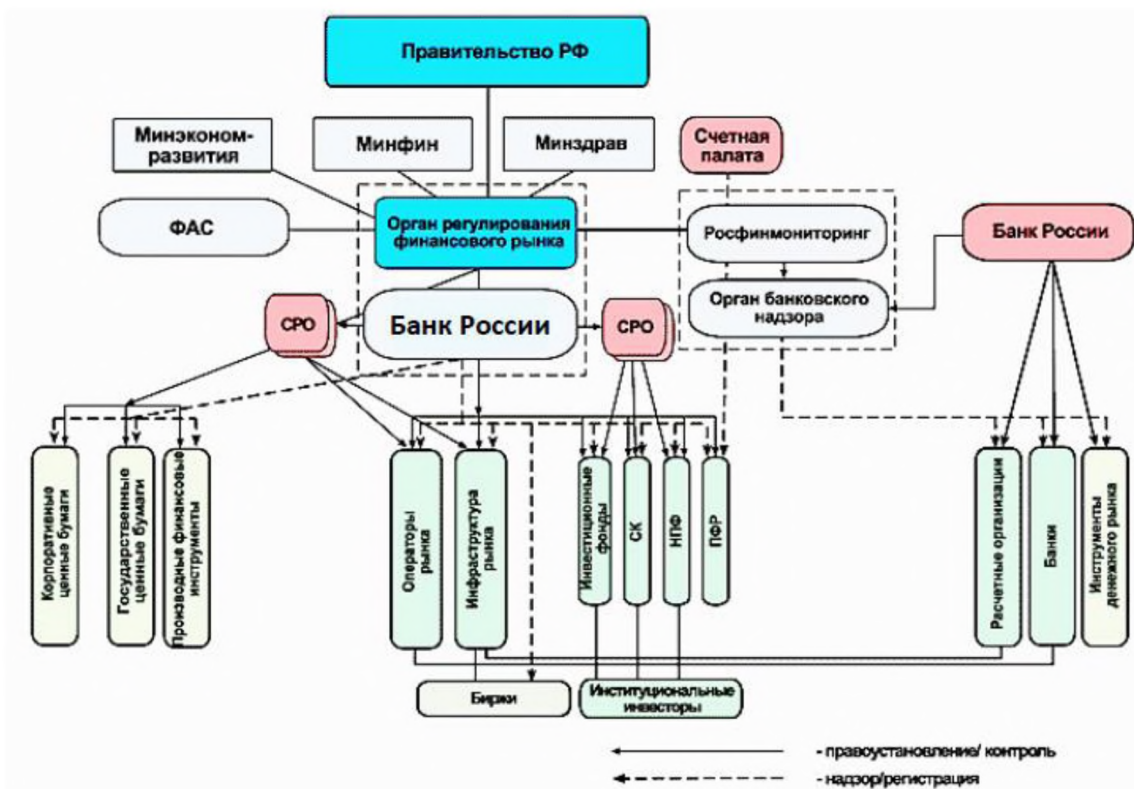 Правительство РФ
Минэконом-
развития
Минфин
Минздрав
Счетная
палата
ФАС
Орган регулирования
финансового рынка
Росфинмониторинг
Банк России
Орган банковского
надзора
СРО
Банк России
СРО
Корпоративные
ценные бумаги
Государственные
ценные бумаги
Производные финансовые
инструменты
Операторы
рынка
Инфраструктура
рынка
Инвестиционные
фонды
СК
НПФ
ПФР
Расчетные организации
Банки
Инструменты
денежного рынка
Биржи
Институциональные
инвесторы
- правоустановление/ контроль
- надзор/регистрация